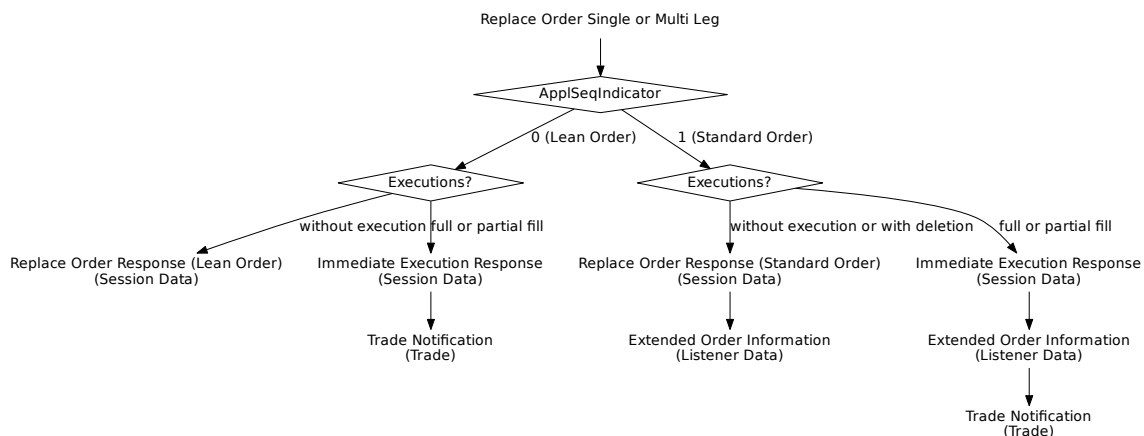 Replace Order Single or Multi Leg
ApplSeqIndicator
0 (Lean Order)
1 (Standard Order)
Executions?
Executions?
without execution
full or partial fill
without execution or with deletion
full or partial fill
Replace Order Response (Lean Order)
(Session Data)
Immediate Execution Response
(Session Data)
Replace Order Response (Standard Order)
(Session Data)
Immediate Execution Response
(Session Data)
Trade Notification
(Trade)
Extended Order Information
(Listener Data)
Extended Order Information
(Listener Data)
Trade Notification
(Trade)